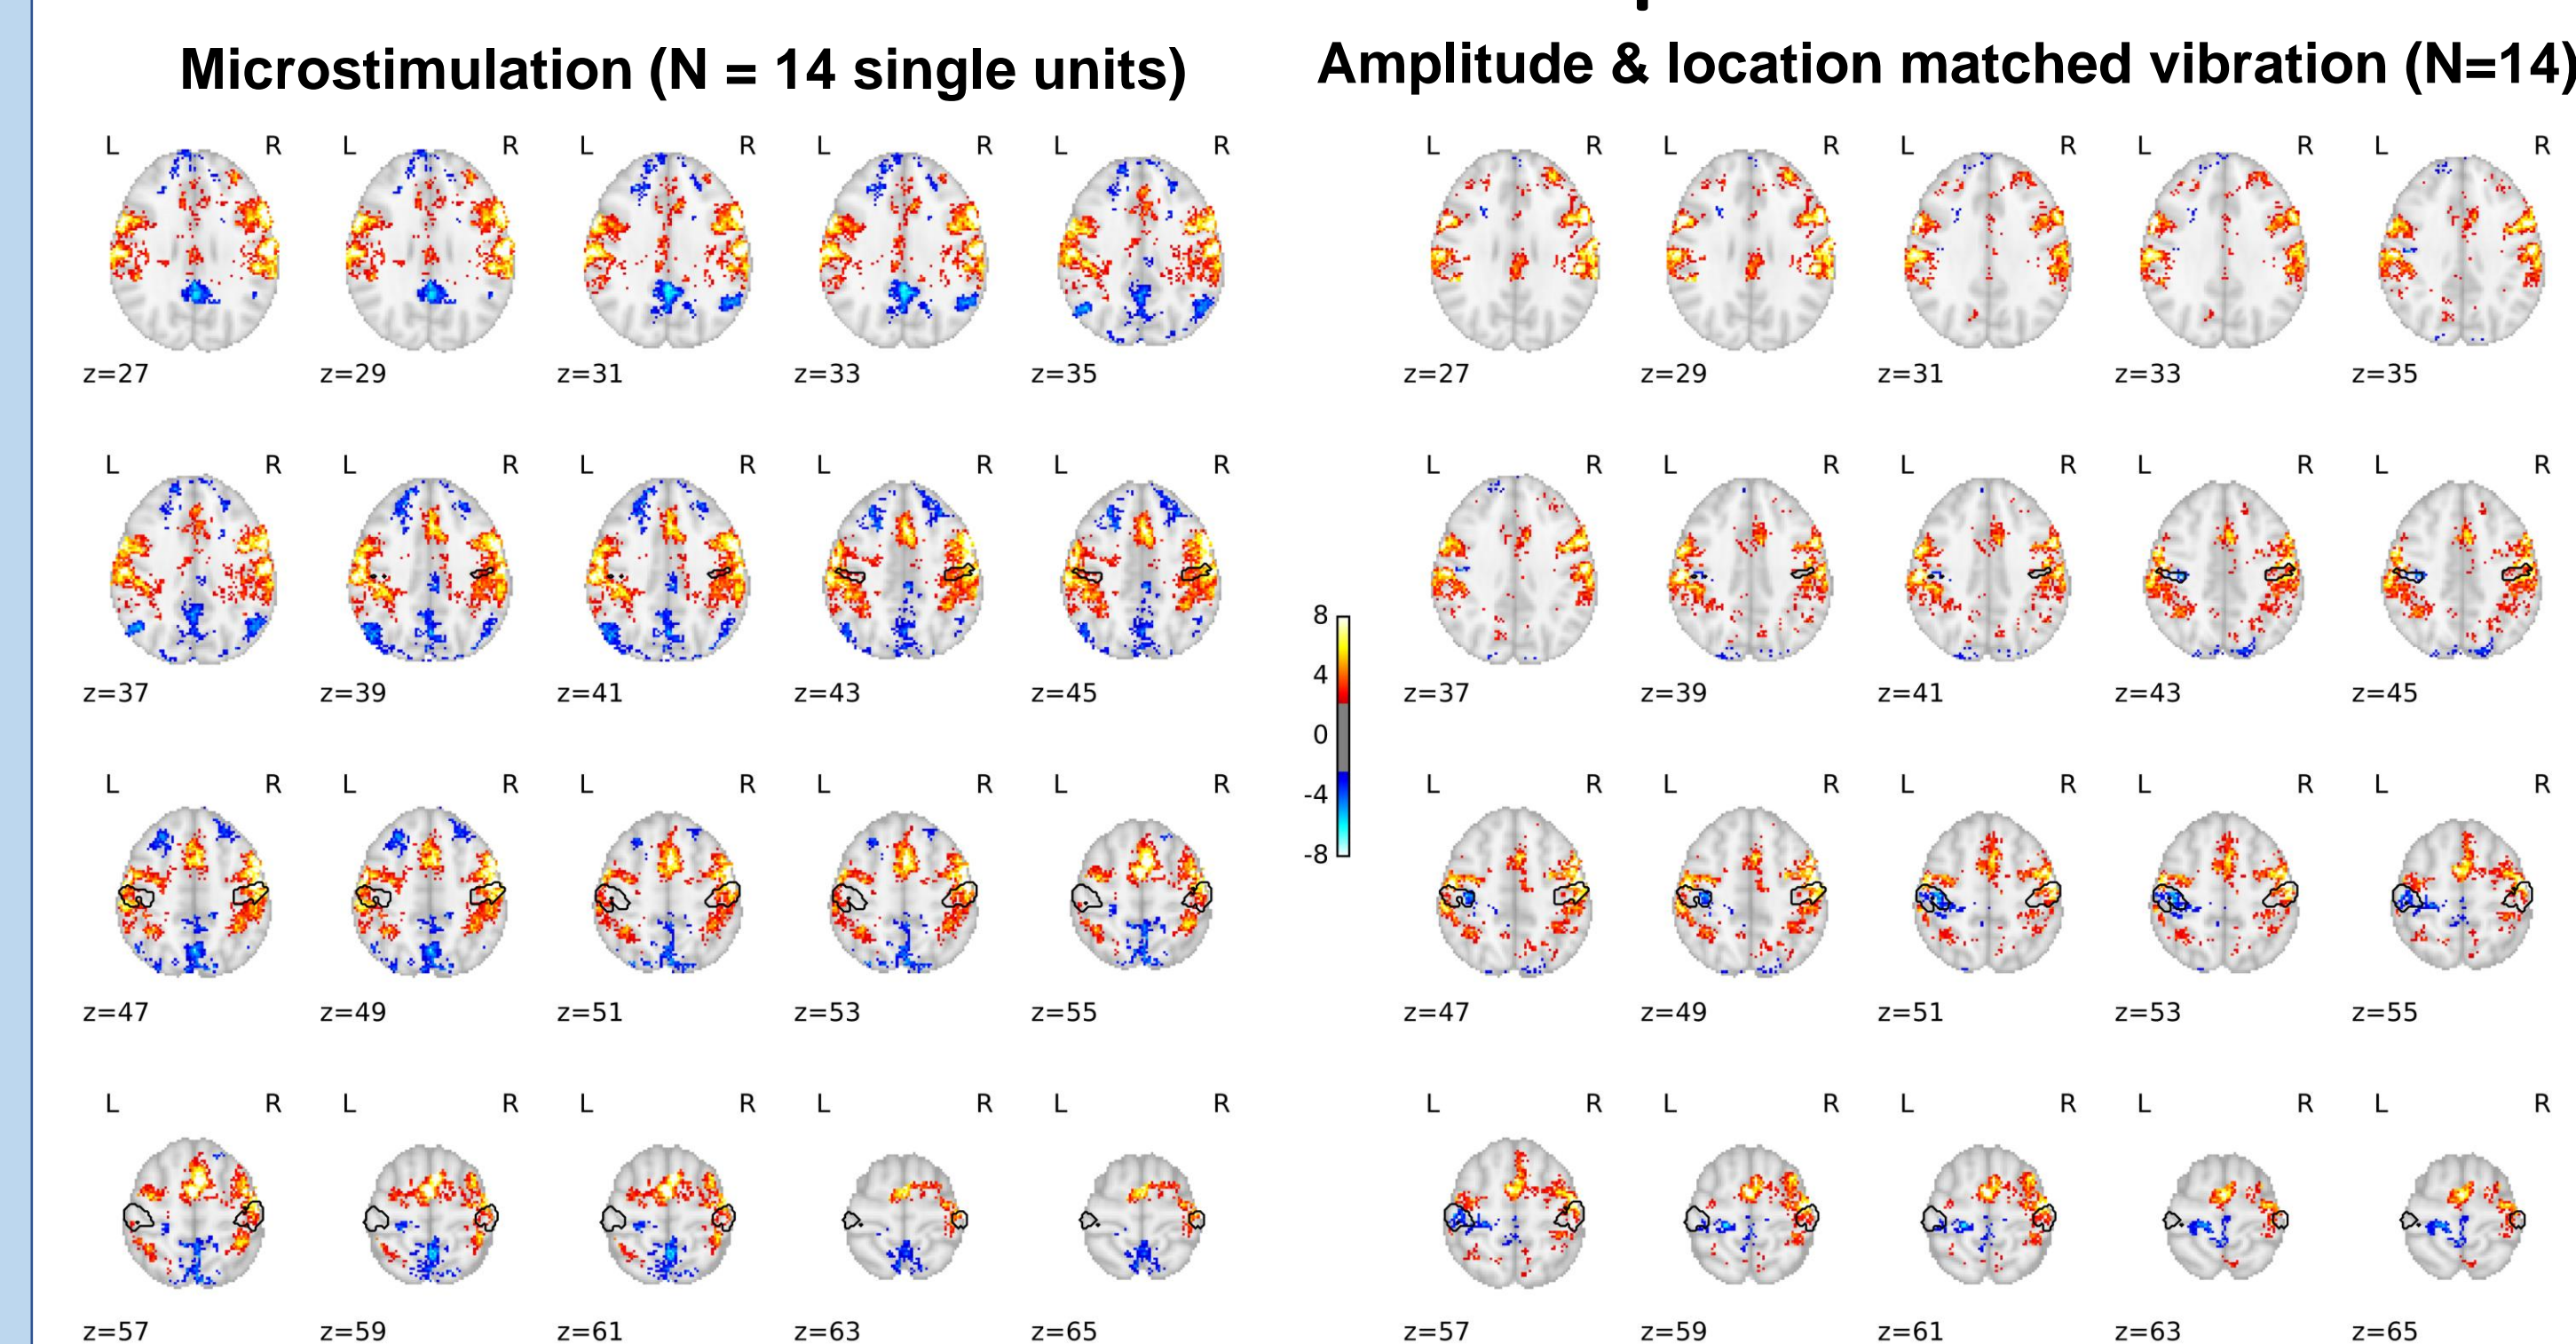 Microstimulation (N = 14 single units)
Amplitude & location matched vibration (N=14)
L R L R L R L R L R
z=27 z=29 z=31 z=33 z=35
L R L R L R L R L R
z=37 z=39 z=41 z=43 z=45
L R L R L R L R L R
z=47 z=49 z=51 z=53 z=55
L R L R L R L R L R
z=57 z=59 z=61 z=63 z=65
8
4
0
-4
-8
L R L R L R L R L R
z=27 z=29 z=31 z=33 z=35
L R L R L R L R L R
z=37 z=39 z=41 z=43 z=45
L R L R L R L R L R
z=47 z=49 z=51 z=53 z=55
L R L R L R L R L R
z=57 z=59 z=61 z=63 z=65